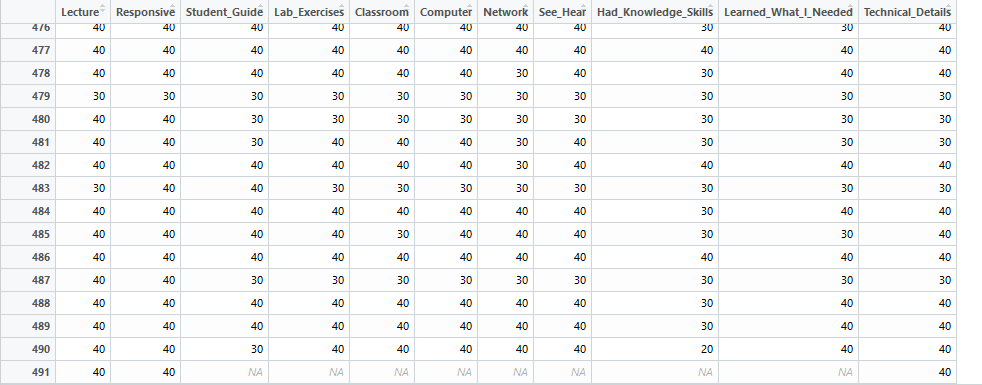 Lecture Responsive Student_Guide Lab_Exercises Classroom Computer Network See_Hear Had_Knowledge_Skills Learned_What_I_Needed Technical_Details
476 40 40 40 40 40 40 40 40 30 30 40
477 40 40 40 40 40 40 40 40 40 40 40
478 40 40 40 40 40 40 30 40 30 40 40
479 30 30 30 30 30 30 30 30 30 30 30
480 40 40 30 30 40 40 30 40 30 30 30
481 40 40 30 40 40 40 30 40 30 30 30
482 40 40 40 40 40 40 30 40 40 40 40
483 30 40 30 30 30 40 40 40 30 30 30
484 40 40 40 40 40 40 40 40 30 40 40
485 40 40 40 40 30 40 40 40 30 30 40
486 40 40 40 40 40 40 40 40 40 40 40
487 40 40 30 30 30 30 30 40 30 30 40
488 40 40 40 40 40 40 40 40 30 40 40
489 40 40 40 40 40 40 40 40 30 40 40
490 40 40 30 40 40 40 40 40 20 40 40
491 40 40 NA NA NA NA NA NA NA NA 40